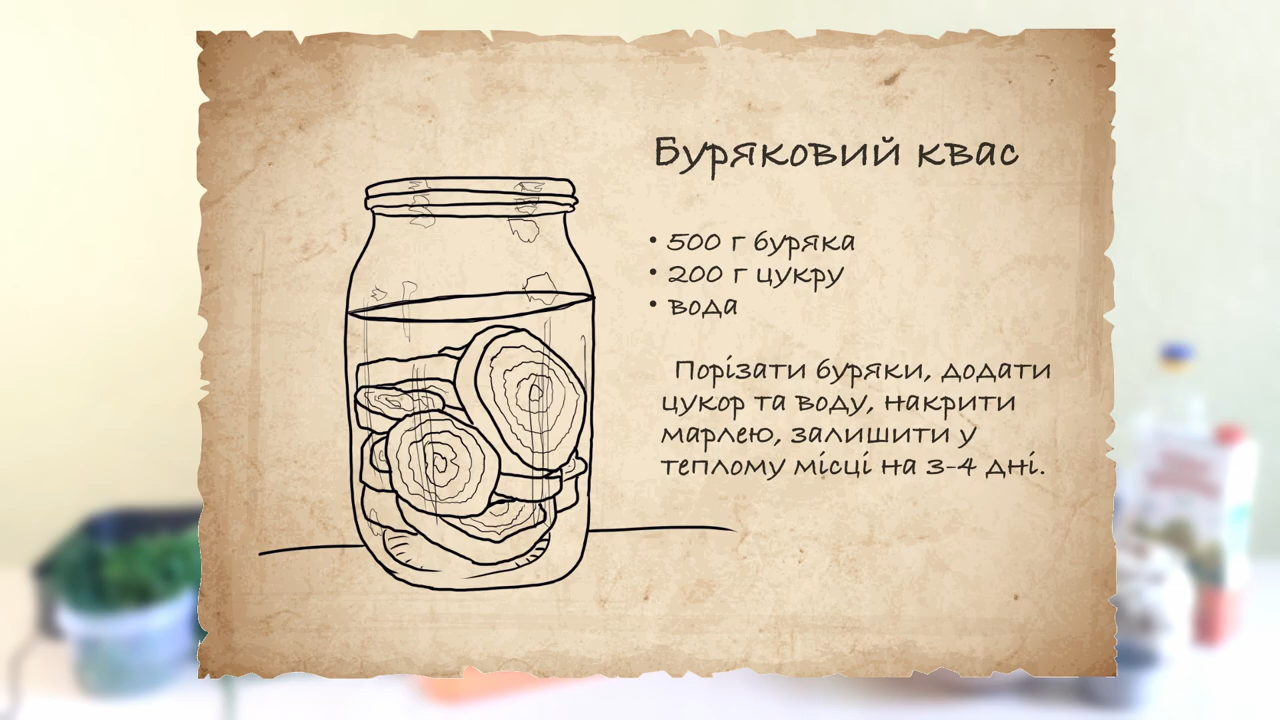 Буряковий квас
• 500 г буряка
• 200 г цукру
• вода
Порізати буряки, додати
цукор та воду, накрити
марлею, залишити у
теплому місці на 3-4 дні.